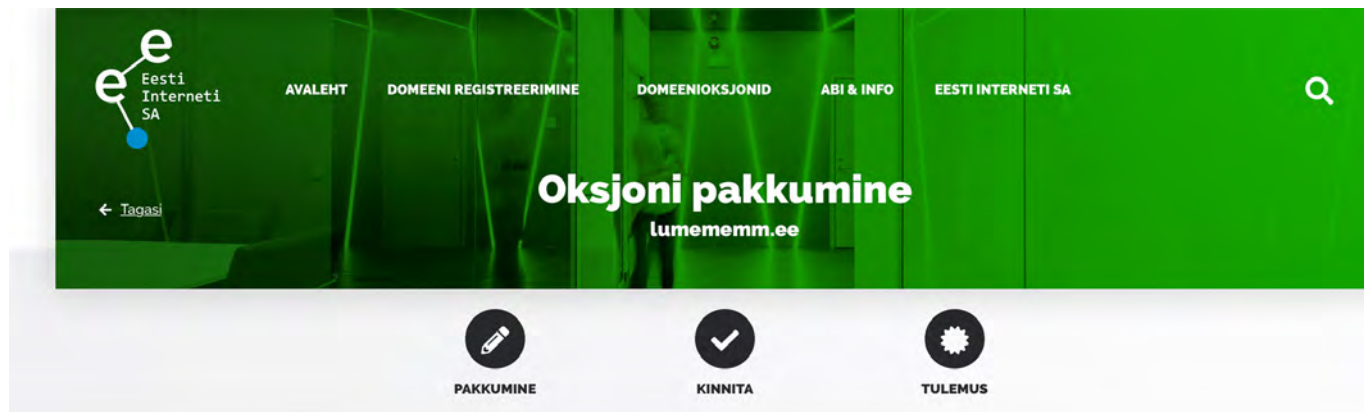 e
e
Eesti
Interneti
SA
AVALEHT DOMEENI REGISTREERIMINE DOMEENIOKSJONID ABI & INFO EESTI INTERNETI SA
Oksjoni pakkumine
← Tagasi
lumememm.ee
PAKKUMINE KINNITA TULEMUS